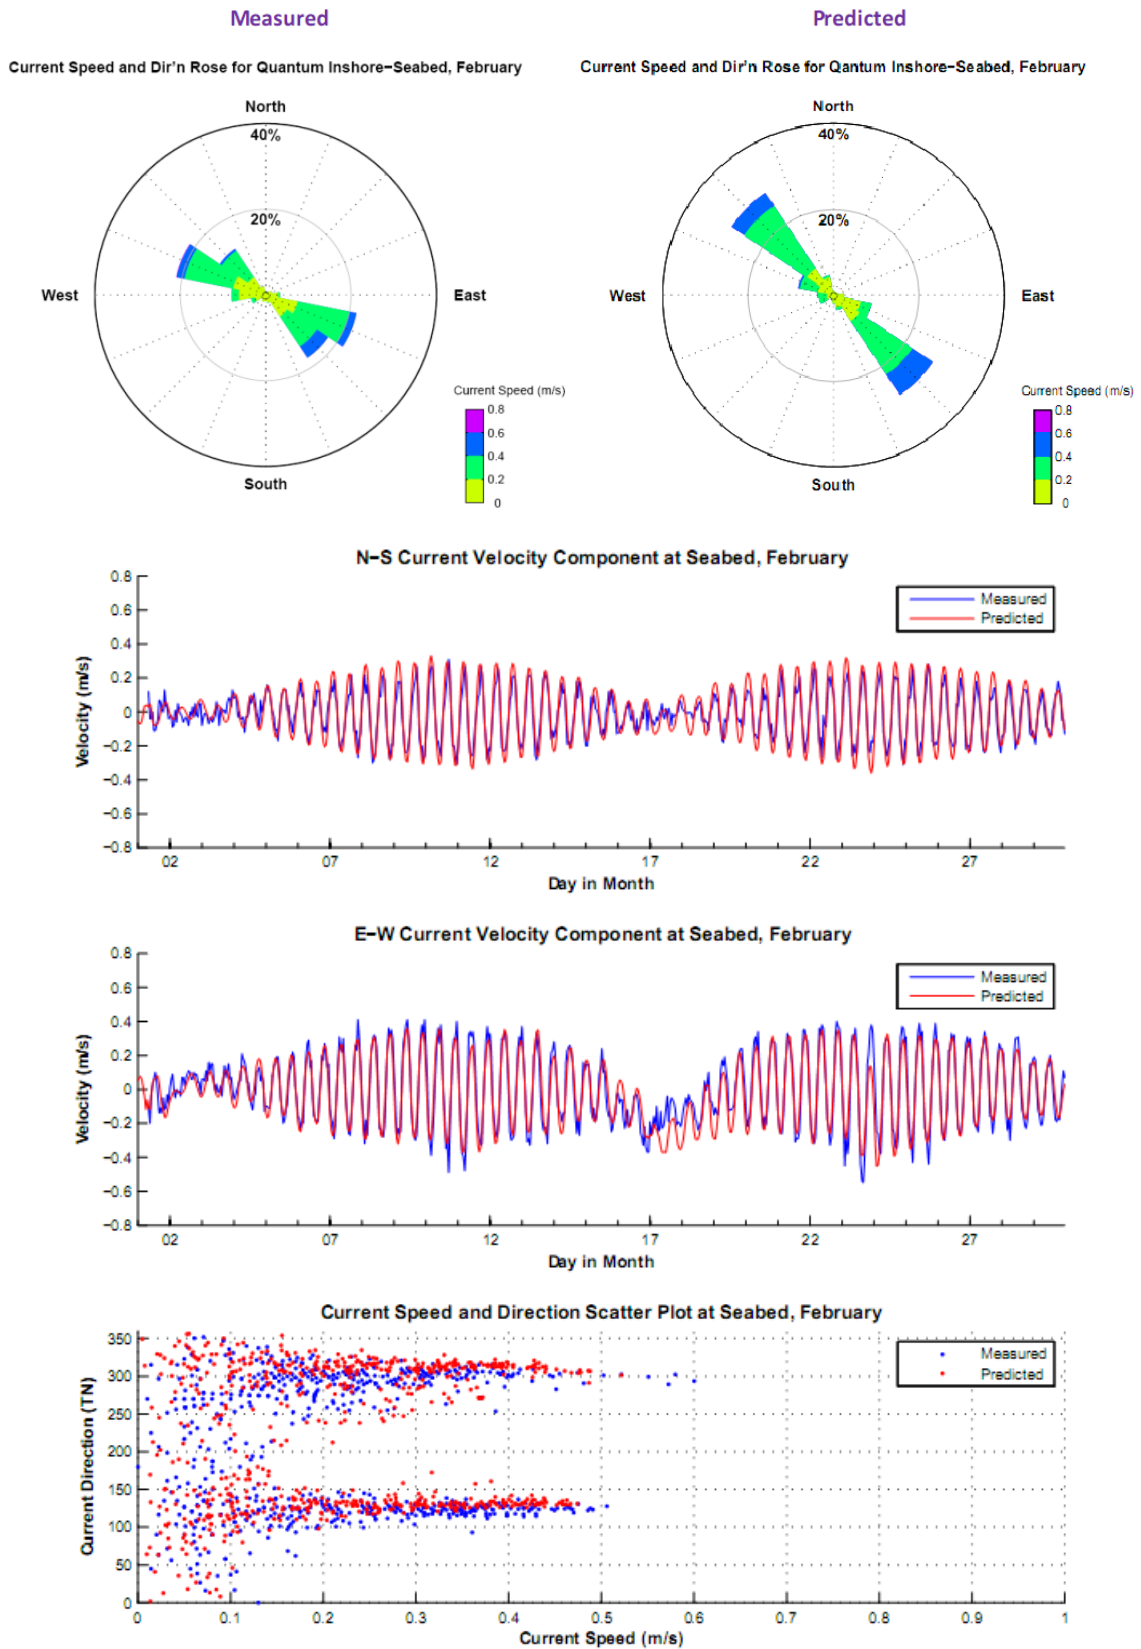 Measured
Predicted
Current Speed and Dir'n Rose for Quantum Inshore−Seabed, February
Current Speed and Dir'n Rose for Qantum Inshore−Seabed, February
North
40%
20%
West
East
South
Current Speed (m/s)
0.8
0.6
0.4
0.2
0
North
40%
20%
West
East
South
Current Speed (m/s)
0.8
0.6
0.4
0.2
0
N−S Current Velocity Component at Seabed, February
Measured
Predicted
Velocity (m/s)
0.8
0.6
0.4
0.2
0
−0.2
−0.4
−0.6
−0.8
02 07 12 17 22 27
Day in Month
E−W Current Velocity Component at Seabed, February
Measured
Predicted
Velocity (m/s)
0.8
0.6
0.4
0.2
0
−0.2
−0.4
−0.6
−0.8
02 07 12 17 22 27
Day in Month
Current Speed and Direction Scatter Plot at Seabed, February
Measured
Predicted
Current Direction (TN)
350
300
250
200
150
100
50
0
0 0.1 0.2 0.3 0.4 0.5 0.6 0.7 0.8 0.9 1
Current Speed (m/s)